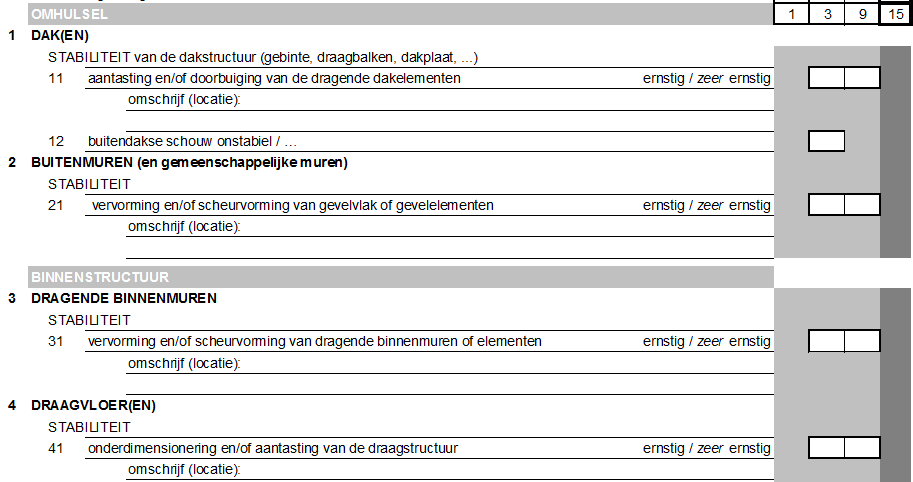 OMHULSEL 1 3 9 15
1 DAK(EN)
STABILITEIT van de dakstructuur (gebinte, draagbalken, dakplaat, ...)
11 aantasting en/of doorbuiging van de dragende dakelementen ernstig / zeer ernstig
omschrijf (locatie):
12 buitendakse schouw onstabiel / ...
2 BUITENMUREN (en gemeenschappelijke muren)
STABILITEIT
21 vervorming en/of scheurvorming van gevelvlak of gevelelementen ernstig / zeer ernstig
omschrijf (locatie):
BINNENSTRUCTUUR
3 DRAGENDE BINNENMUREN
STABILITEIT
31 vervorming en/of scheurvorming van dragende binnenmuren of elementen ernstig / zeer ernstig
omschrijf (locatie):
4 DRAAGVLOER(EN)
STABILITEIT
41 onderdimensionering en/of aantasting van de draagstructuur ernstig / zeer ernstig
omschrijf (locatie):